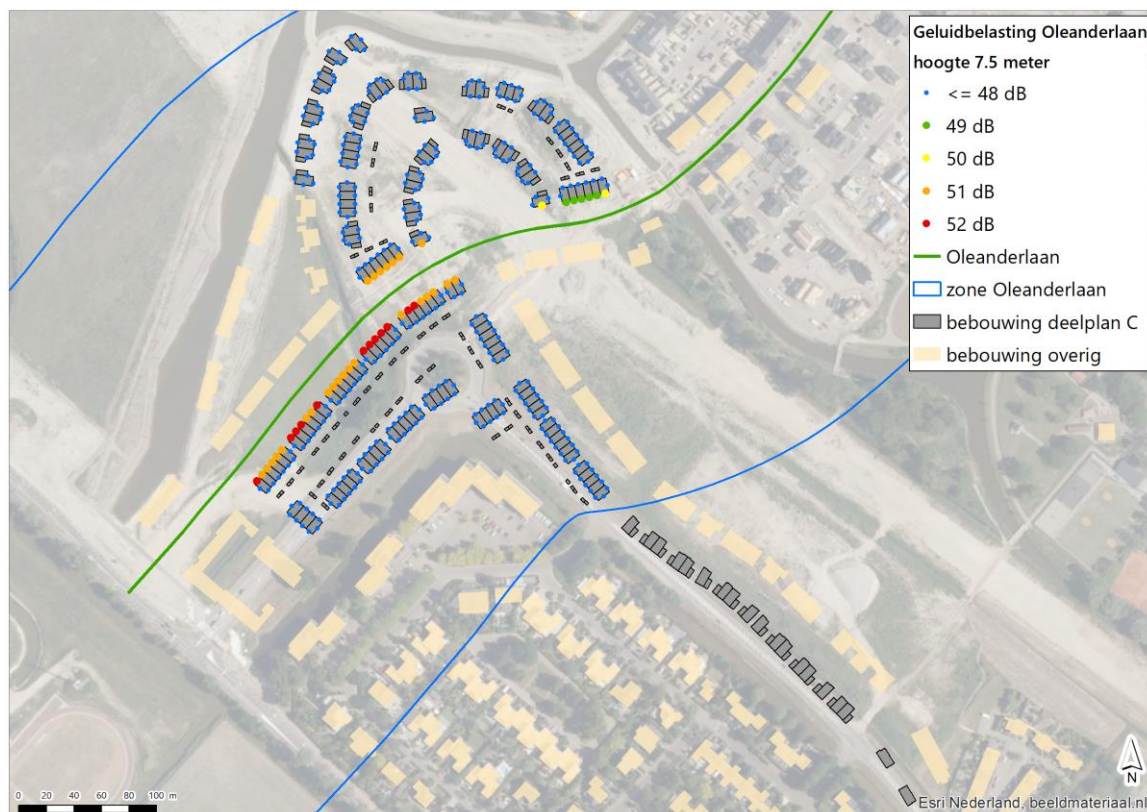 Geluidbelasting Oleanderlaan
hoogte 7.5 meter
<= 48 dB
49 dB
50 dB
51 dB
52 dB
Oleanderlaan
zone Oleanderlaan
bebouwing deelplan C
bebouwing overig
0 20 40 60 80 100 m
N
Esri Nederland, beeldmateriaal.nl